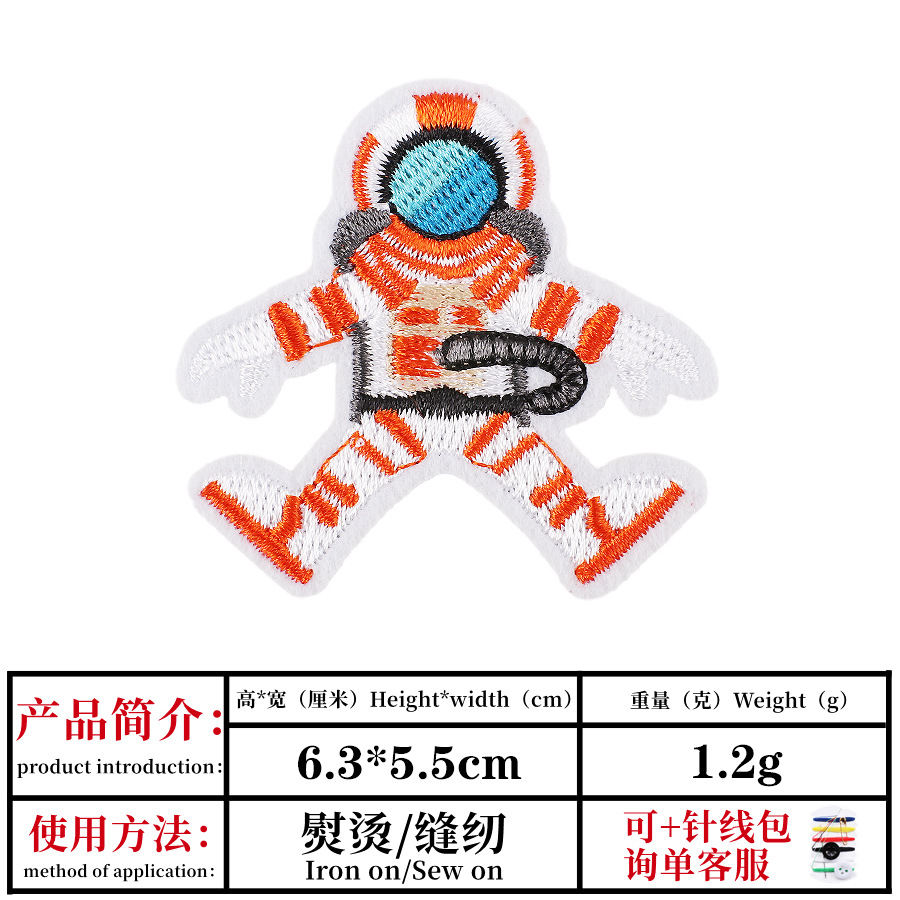 产品简介：
product introduction：
高*宽（厘米）Height*width（cm）
重量（克）Weight（g）
6.3*5.5cm
1.2g
使用方法：
method of application：
熨烫/缝纫
Iron on/Sew on
可+针线包
询单客服